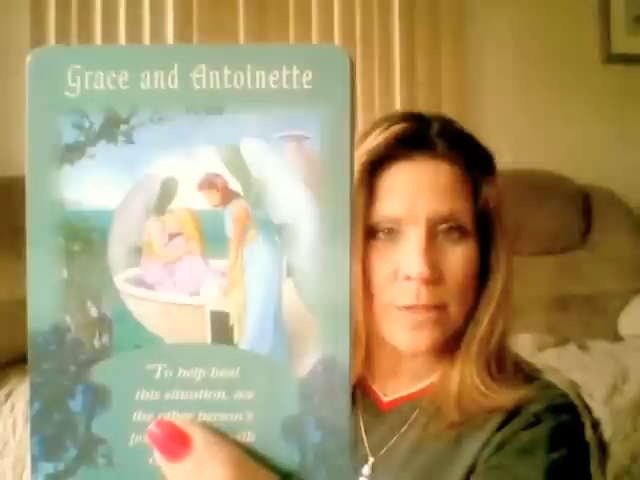 Grace and Antoinette
"To help heal
this situation, see
the other person's